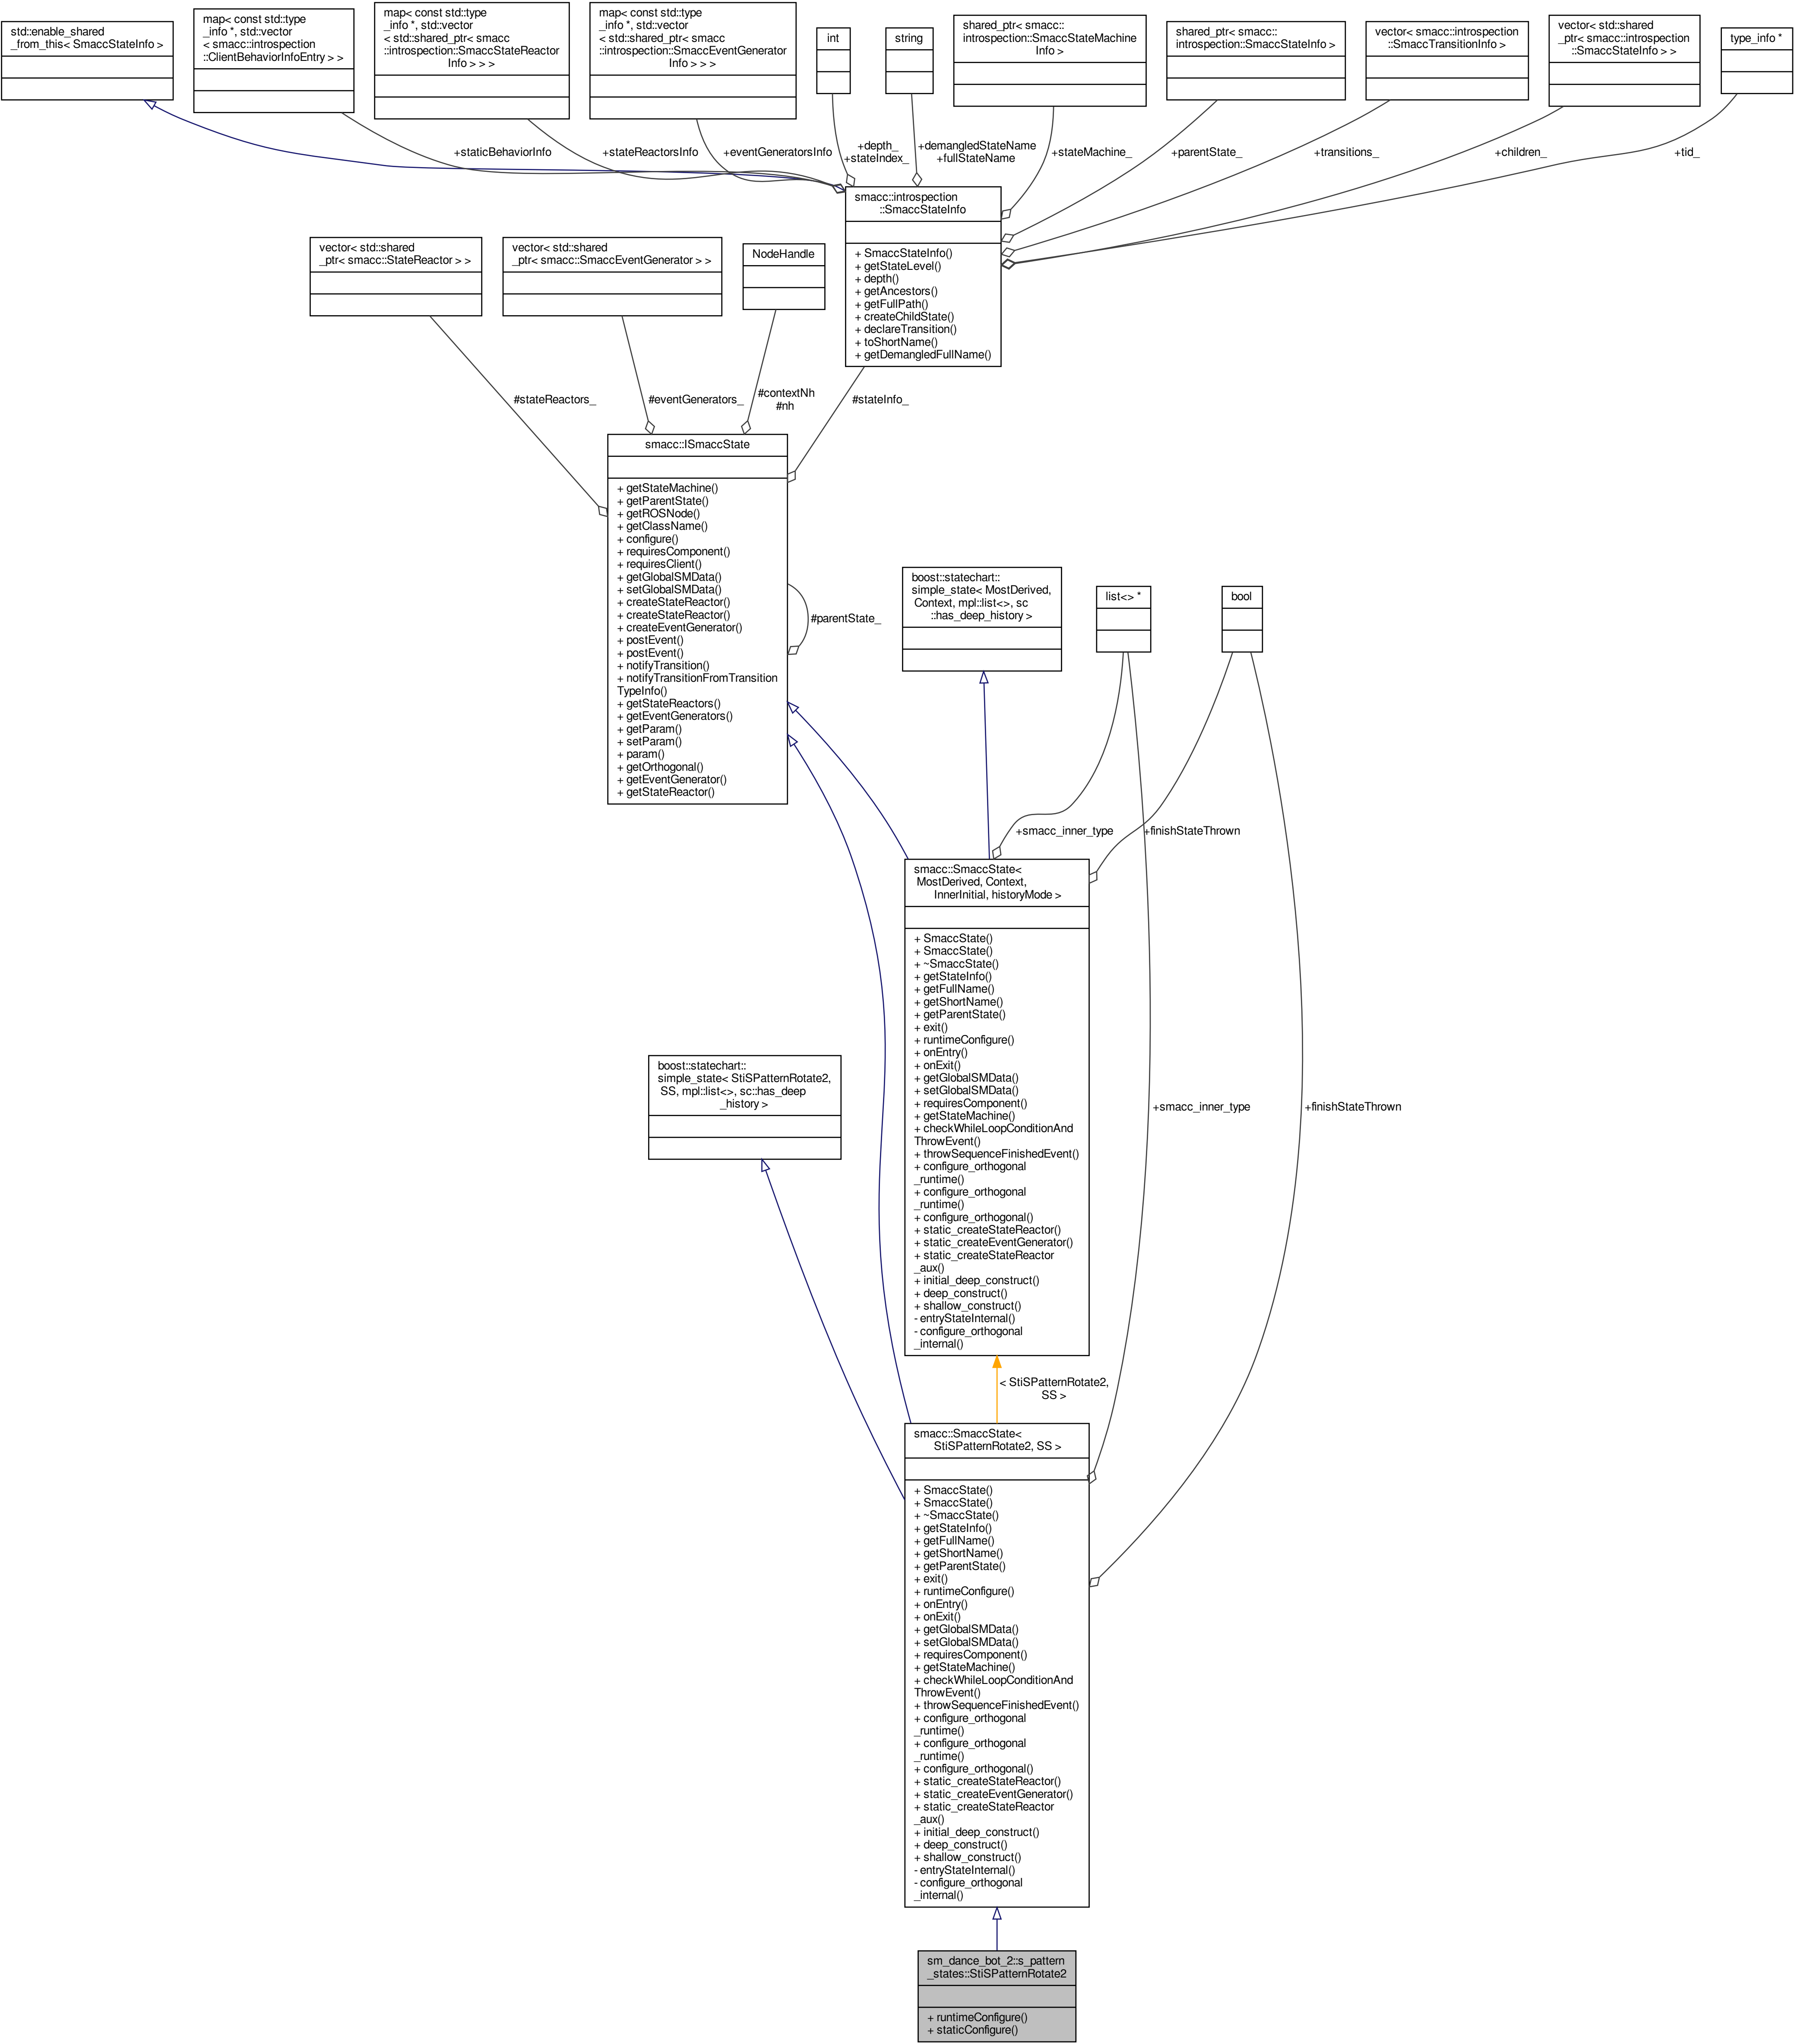 std::enable_shared
_from_this< SmaccStateInfo >
map< const std::type
_info *, std::vector
< smacc::introspection
::ClientBehaviorInfoEntry > >
map< const std::type
_info *, std::vector
< std::shared_ptr< smacc
::introspection::SmaccStateReactor
Info > > >
map< const std::type
_info *, std::vector
< std::shared_ptr< smacc
::introspection::SmaccEventGenerator
Info > > >
int
string
shared_ptr< smacc::
introspection::SmaccStateMachine
Info >
shared_ptr< smacc::
introspection::SmaccStateInfo >
vector< smacc::introspection
::SmaccTransitionInfo >
vector< std::shared
_ptr< smacc::introspection
::SmaccStateInfo > >
type_info *
+staticBehaviorInfo
+stateReactorsInfo
+eventGeneratorsInfo
+depth_
+stateIndex_
+demangledStateName
+fullStateName
+stateMachine_
+parentState_
+transitions_
+children_
+tid_
smacc::introspection
::SmaccStateInfo
+ SmaccStateInfo()
+ getStateLevel()
+ depth()
+ getAncestors()
+ getFullPath()
+ createChildState()
+ declareTransition()
+ toShortName()
+ getDemangledFullName()
vector< std::shared
_ptr< smacc::StateReactor > >
vector< std::shared
_ptr< smacc::SmaccEventGenerator > >
NodeHandle
#stateReactors_
#eventGenerators_
#contextNh
#nh
#stateInfo_
smacc::ISmaccState
+ getStateMachine()
+ getParentState()
+ getROSNode()
+ getClassName()
+ configure()
+ requiresComponent()
+ requiresClient()
+ getGlobalSMData()
+ setGlobalSMData()
+ createStateReactor()
+ createStateReactor()
+ createEventGenerator()
+ postEvent()
+ postEvent()
+ notifyTransition()
+ notifyTransitionFromTransition
TypeInfo()
+ getStateReactors()
+ getEventGenerators()
+ getParam()
+ setParam()
+ param()
+ getOrthogonal()
+ getEventGenerator()
+ getStateReactor()
#parentState_
boost::statechart::
simple_state< MostDerived,
Context, mpl::list<>, sc
::has_deep_history >
list<> *
bool
+smacc_inner_type
+finishStateThrown
smacc::SmaccState<
MostDerived, Context,
InnerInitial, historyMode >
+ SmaccState()
+ SmaccState()
+ ~SmaccState()
+ getStateInfo()
+ getFullName()
+ getShortName()
+ getParentState()
+ exit()
+ runtimeConfigure()
+ onEntry()
+ onExit()
+ getGlobalSMData()
+ setGlobalSMData()
+ requiresComponent()
+ getStateMachine()
+ checkWhileLoopConditionAnd
ThrowEvent()
+ throwSequenceFinishedEvent()
+ configure_orthogonal
_runtime()
+ configure_orthogonal
_runtime()
+ configure_orthogonal()
+ static_createStateReactor()
+ static_createEventGenerator()
+ static_createStateReactor
_aux()
+ initial_deep_construct()
+ deep_construct()
+ shallow_construct()
- entryStateInternal()
- configure_orthogonal
_internal()
boost::statechart::
simple_state< StiSPatternRotate2,
SS, mpl::list<>, sc::has_deep
_history >
+smacc_inner_type
+finishStateThrown
< StiSPatternRotate2,
SS >
smacc::SmaccState<
StiSPatternRotate2, SS >
+ SmaccState()
+ SmaccState()
+ ~SmaccState()
+ getStateInfo()
+ getFullName()
+ getShortName()
+ getParentState()
+ exit()
+ runtimeConfigure()
+ onEntry()
+ onExit()
+ getGlobalSMData()
+ setGlobalSMData()
+ requiresComponent()
+ getStateMachine()
+ checkWhileLoopConditionAnd
ThrowEvent()
+ throwSequenceFinishedEvent()
+ configure_orthogonal
_runtime()
+ configure_orthogonal
_runtime()
+ configure_orthogonal()
+ static_createStateReactor()
+ static_createEventGenerator()
+ static_createStateReactor
_aux()
+ initial_deep_construct()
+ deep_construct()
+ shallow_construct()
- entryStateInternal()
- configure_orthogonal
_internal()
sm_dance_bot_2::s_pattern
_states::StiSPatternRotate2
+ runtimeConfigure()
+ staticConfigure()